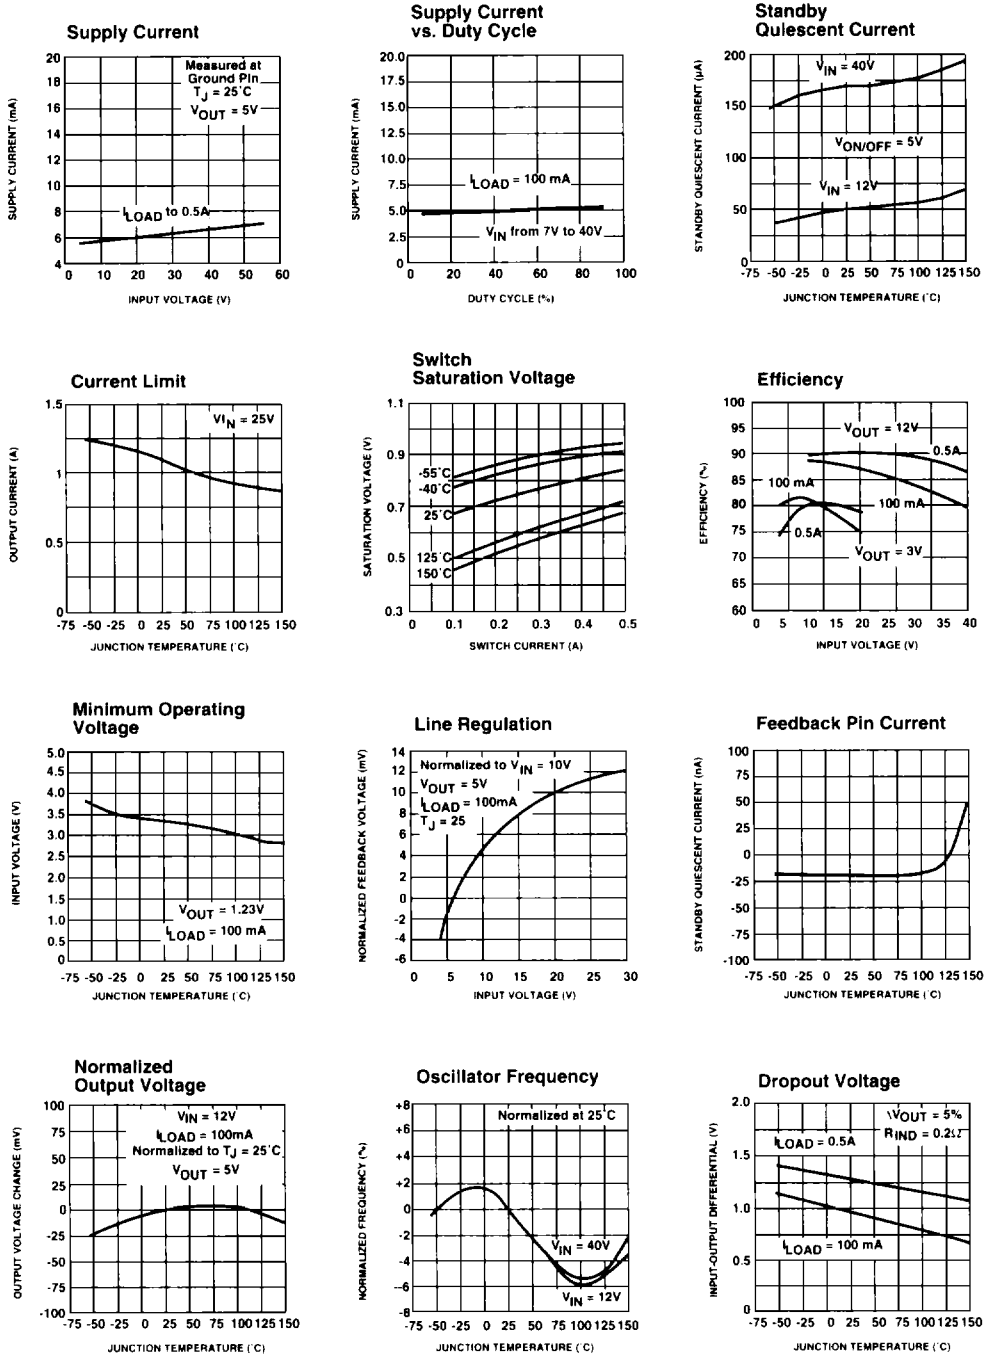 Supply Current
20
18
16
14
12
10
8
6
4
Measured at
Ground Pin
TJ = 25°C
VOUT = 5V
ILOAD to 0.5A
0 10 20 30 40 50 60
SUPPLY CURRENT (mA)
INPUT VOLTAGE (V)
Supply Current
vs. Duty Cycle
20.0
17.5
15.0
12.5
10.0
7.5
5.0
2.5
0
ILOAD = 100 mA
VIN from 7V to 40V
0 20 40 60 80 100
SUPPLY CURRENT (mA)
DUTY CYCLE (%)
Standby
Quiescent Current
200
150
100
50
0
VIN = 40V
VON/OFF = 5V
VIN = 12V
-75 -50 -25 0 25 50 75 100 125 150
STANDBY QUIESCENT CURRENT (µA)
JUNCTION TEMPERATURE (°C)
Current Limit
1.5
1
0.5
0
VIN = 25V
-75 -50 -25 0 25 50 75 100 125 150
OUTPUT CURRENT (A)
JUNCTION TEMPERATURE (°C)
Switch
Saturation Voltage
1.1
0.9
0.7
0.5
0.3
-55°C
-40°C
25°C
125°C
150°C
0 0.1 0.2 0.3 0.4 0.5
SATURATION VOLTAGE (V)
SWITCH CURRENT (A)
Efficiency
100
95
90
85
80
75
70
65
60
VOUT = 12V
0.5A
100 mA
100 mA
0.5A
VOUT = 3V
0 5 10 15 20 25 30 35 40
EFFICIENCY (%)
INPUT VOLTAGE (V)
Minimum Operating
Voltage
5.0
4.5
4.0
3.5
3.0
2.5
2.0
1.5
1.0
0.5
0
VOUT = 1.23V
ILOAD = 100 mA
-75 -50 -25 0 25 50 75 100 125 150
INPUT VOLTAGE (V)
JUNCTION TEMPERATURE (°C)
Line Regulation
14
12
10
8
6
4
2
0
-2
-4
-6
Normalized to VIN = 10V
VOUT = 5V
ILOAD = 100mA
TJ = 25
0 5 10 15 20 25 30
NORMALIZED FEEDBACK VOLTAGE (mV)
INPUT VOLTAGE (V)
Feedback Pin Current
100
75
50
25
0
-25
-50
-75
-100
-75 -50 -25 0 25 50 75 100 125 150
STANDBY QUIESCENT CURRENT (nA)
JUNCTION TEMPERATURE (°C)
Normalized
Output Voltage
100
75
50
25
0
-25
-50
-75
-100
VIN = 12V
ILOAD = 100mA
Normalized to TJ = 25°C
VOUT = 5V
-75 -50 -25 0 25 50 75 100 125 150
OUTPUT VOLTAGE CHANGE (mV)
JUNCTION TEMPERATURE (°C)
Oscillator Frequency
+8
+6
+4
+2
0
-2
-4
-6
-8
Normalized at 25°C
VIN = 40V
VIN = 12V
-75 -50 -25 0 25 50 75 100 125 150
NORMALIZED FREQUENCY (%)
JUNCTION TEMPERATURE (°C)
Dropout Voltage
2.0
1.5
1.0
0.5
0
\VOUT = 5%
RIND = 0.2Ω
ILOAD = 0.5A
ILOAD = 100 mA
-75 -50 -25 0 25 50 75 100 125 150
INPUT-OUTPUT DIFFERENTIAL (V)
JUNCTION TEMPERATURE (°C)